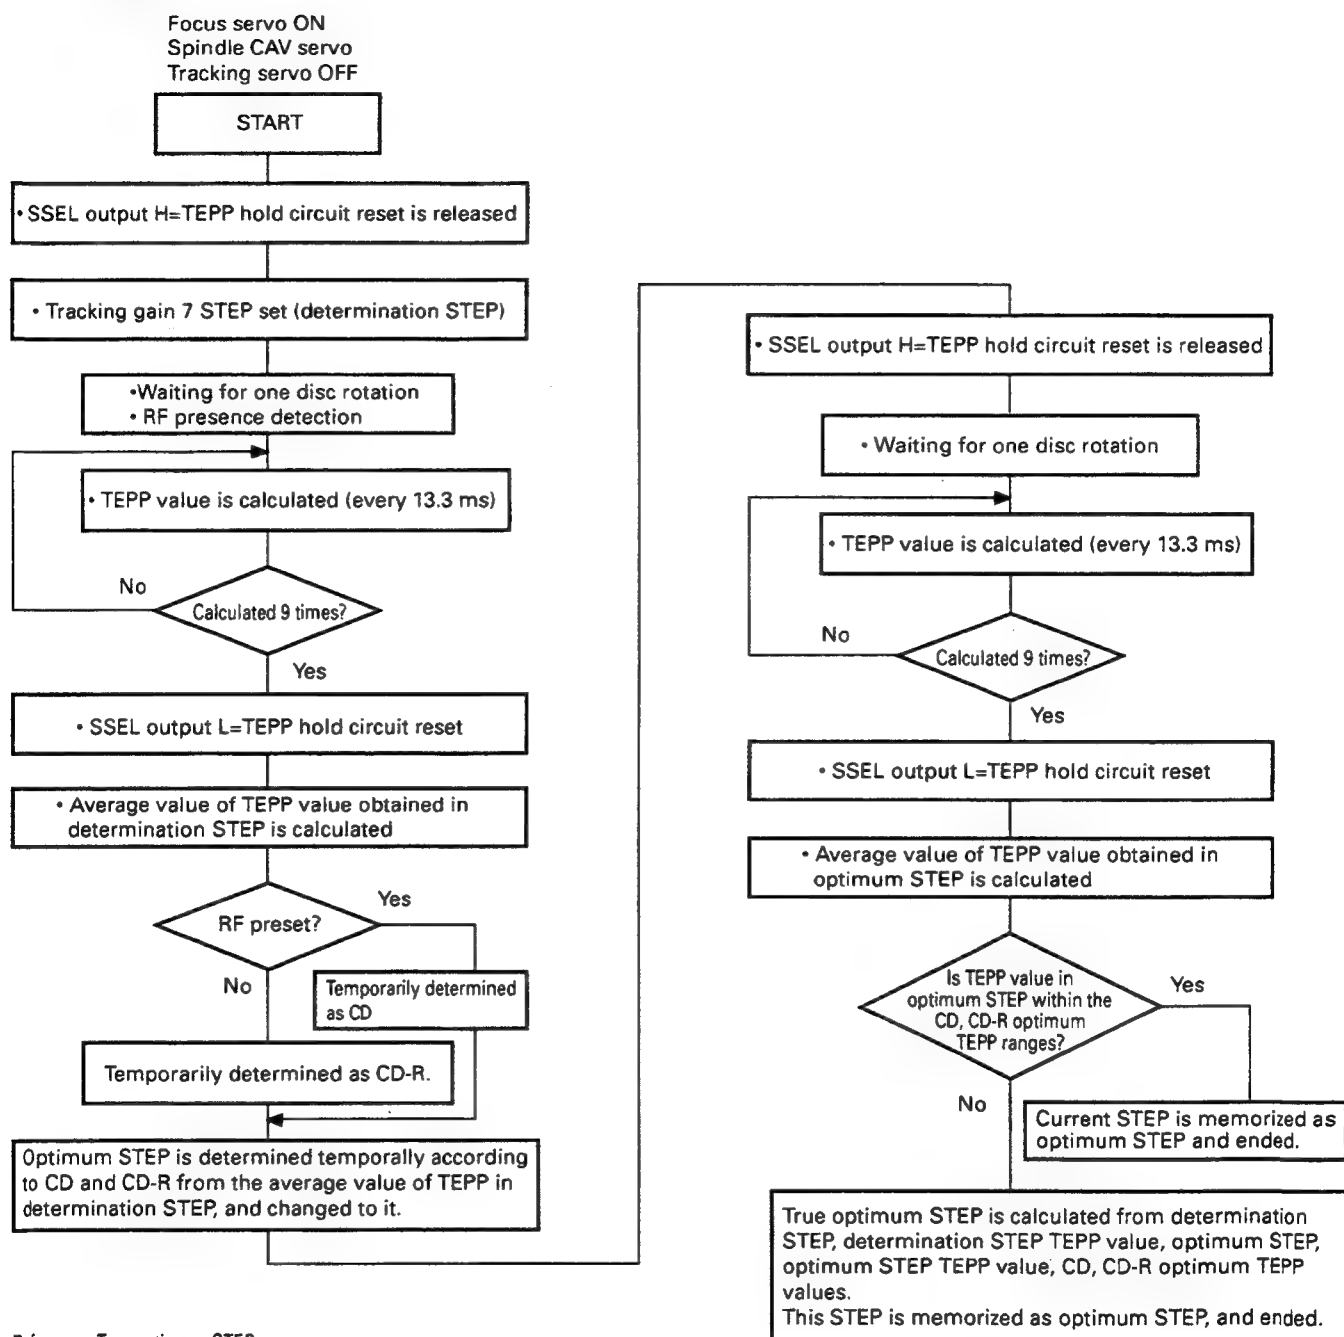 Focus servo ON
Spindle CAV servo
Tracking servo OFF
START
• SSEL output H=TEPP hold circuit reset is released
• Tracking gain 7 STEP set (determination STEP)
•Waiting for one disc rotation
• RF presence detection
• TEPP value is calculated (every 13.3 ms)
No
Calculated 9 times?
Yes
• SSEL output L=TEPP hold circuit reset
• Average value of TEPP value obtained in
determination STEP is calculated
Yes
RF preset?
No
Temporarily determined
as CD
Temporarily determined as CD-R.
Optimum STEP is determined temporally according
to CD and CD-R from the average value of TEPP in
determination STEP, and changed to it.
• SSEL output H=TEPP hold circuit reset is released
• Waiting for one disc rotation
• TEPP value is calculated (every 13.3 ms)
No
Calculated 9 times?
Yes
• SSEL output L=TEPP hold circuit reset
• Average value of TEPP value obtained in
optimum STEP is calculated
Is TEPP value in
optimum STEP within the
CD, CD-R optimum
TEPP ranges?
Yes
No
Current STEP is memorized as
optimum STEP and ended.
True optimum STEP is calculated from determination
STEP, determination STEP TEPP value, optimum STEP,
optimum STEP TEPP value, CD, CD-R optimum TEPP
values.
This STEP is memorized as optimum STEP, and ended.